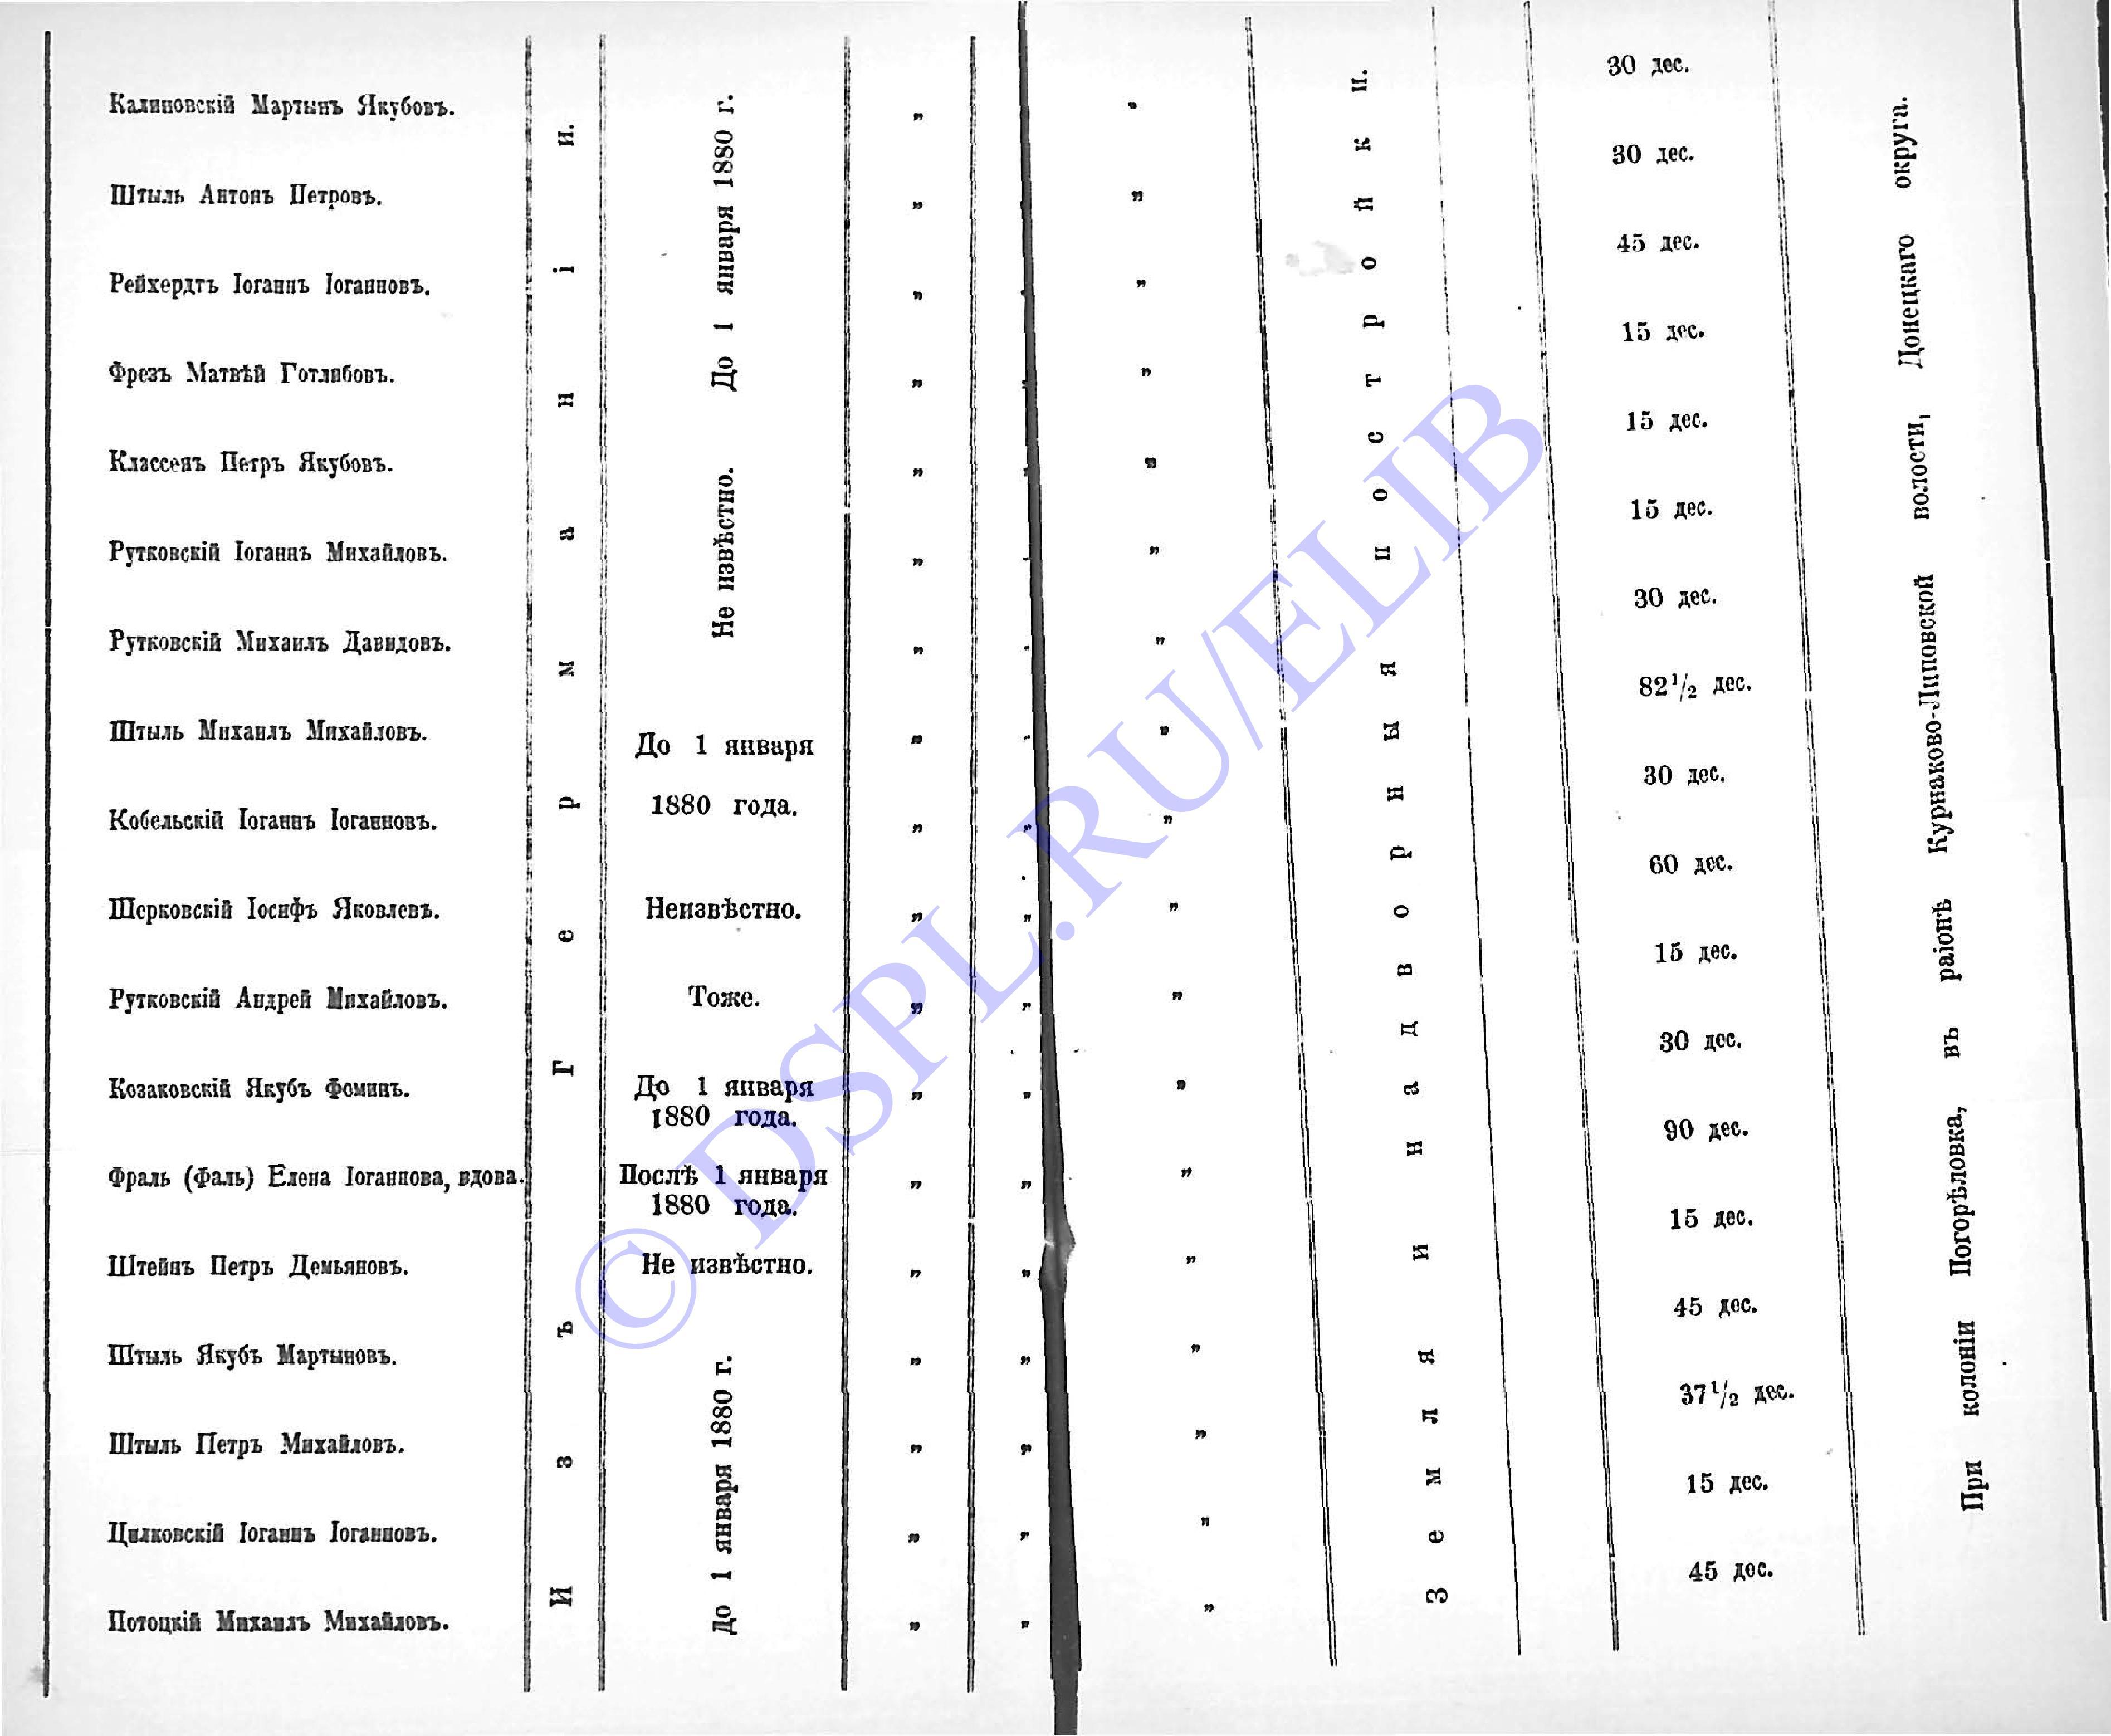 Калиновскій Мартынъ Якубовъ. „ „ 30 дес.
Штыль Антонъ Петровъ. „ „ 30 дес.
Рейхердтъ Іоганнъ Іоганновъ. „ „ 45 дес.
Фрезъ Матвѣй Готлибовъ. „ „ 15 дес.
Классенъ Петръ Якубовъ. „ „ 15 дес.
Рутковскій Іоганнъ Михайловъ. „ „ 15 дес.
Рутковскій Михаилъ Давидовъ. „ „ 30 дес.
Штыль Михаилъ Михайловъ. „ „ 82¹/₂ дес.
Кобельскій Іоганнъ Іоганновъ. „ „ „ 30 дес.
Шерковскій Іосифъ Яковлевъ. Неизвѣстно. „ „ „ 60 дес.
Рутковскій Андрей Михайловъ. Тоже. „ „ „ 15 дес.
Козаковскій Якубъ Фоминъ. До 1 января „ „ „ 30 дес.
1880 года.
Фраль (Фаль) Елена Іоганнова, вдова. Послѣ 1 января „ „ „ 90 дес.
1880 года.
Штейнъ Петръ Демьяновъ. Не извѣстно. „ „ „ 15 дес.
Штыль Якубъ Мартыновъ. „ „ „ 45 дес.
Штыль Петръ Михайловъ. „ „ „ 37¹/₂ дес.
Цилковскій Іоганнъ Іоганновъ. „ „ „ 15 дес.
Потоцкій Михаилъ Михайловъ. „ „ „ 45 дес.
Изъ Германіи.
До 1 января 1880 г.
Не извѣстно.
До 1 января
1880 года.
До 1 января 1880 г.
Земля и надворныя постройки.
При колоніи Погорѣловка, въ раіонѣ Курнаково-Липовской волости, Донецкаго округа.
© DSPL.RU/ELIB